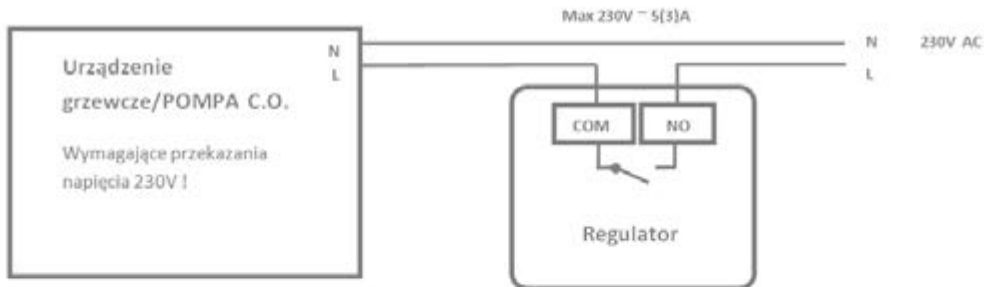 Max 230V ~ 5(3)A
N 230V AC
L
N
L
Urządzenie
grzewcze/POMPA C.O.
Wymagające przekazania
napięcia 230V !
COM NO
Regulator